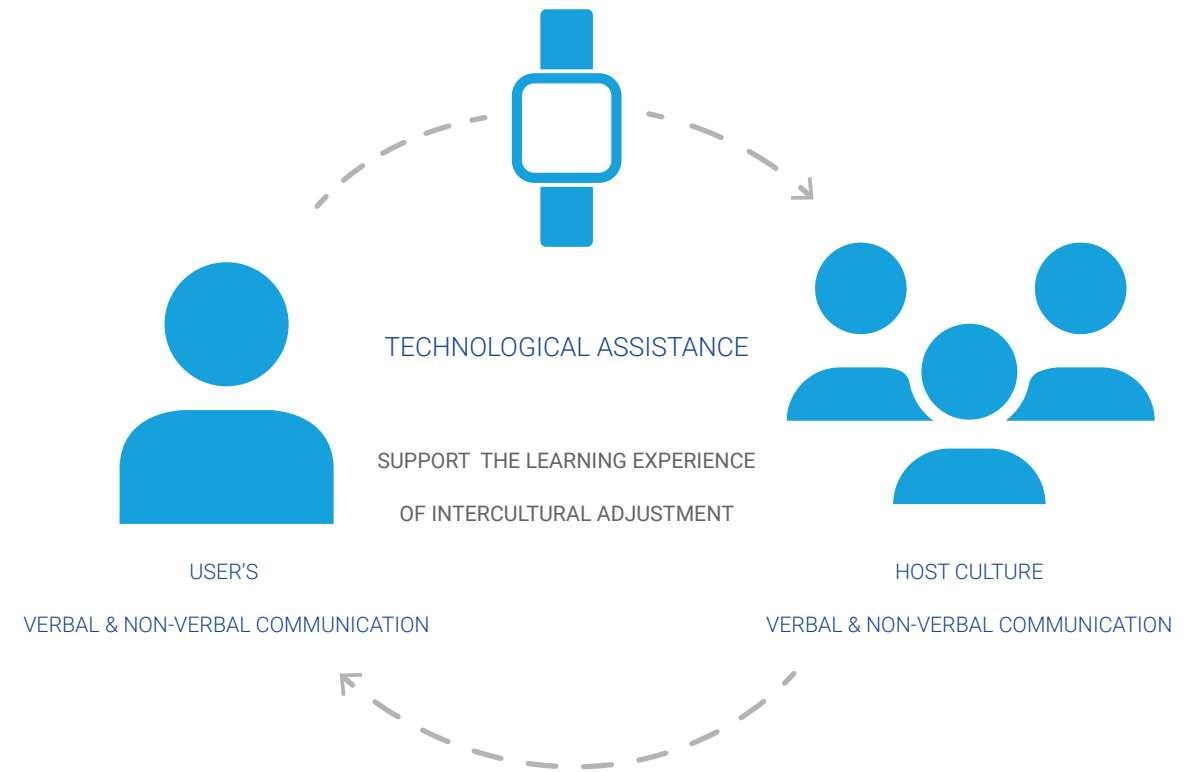 TECHNOLOGICAL ASSISTANCE
SUPPORT THE LEARNING EXPERIENCE
OF INTERCULTURAL ADJUSTMENT
USER’S
VERBAL & NON-VERBAL COMMUNICATION
HOST CULTURE
VERBAL & NON-VERBAL COMMUNICATION